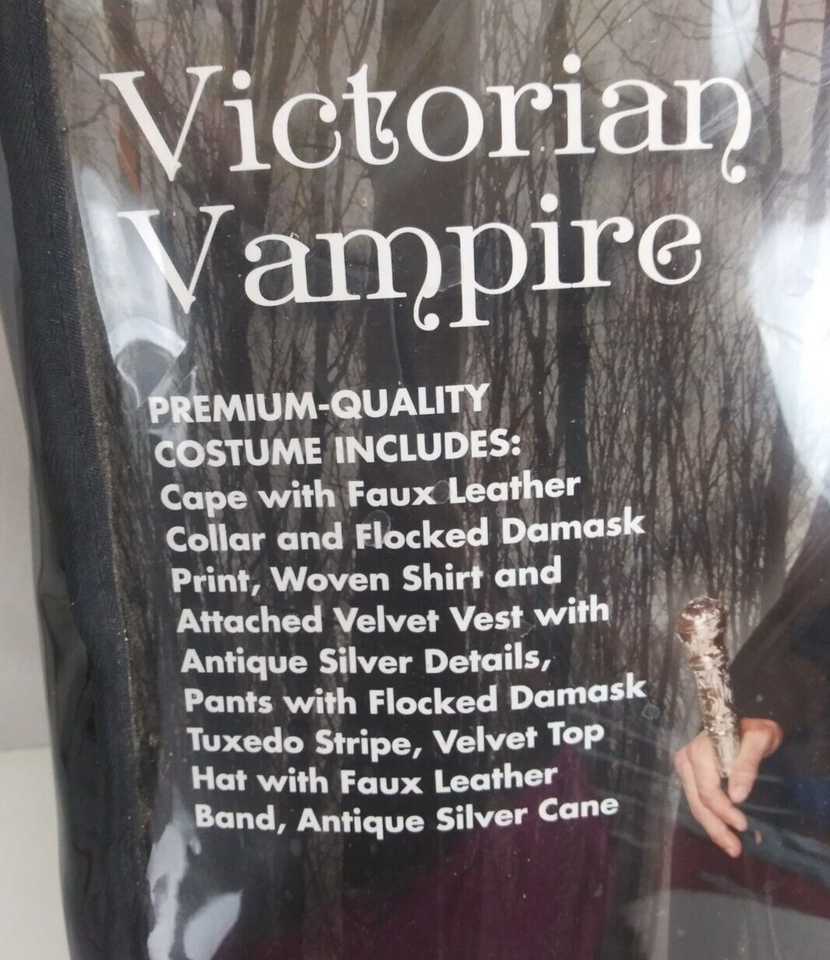 Victorian
Vampire
PREMIUM-QUALITY
COSTUME INCLUDES:
Cape with Faux Leather
Collar and Flocked Damask
Print, Woven Shirt and
Attached Velvet Vest with
Antique Silver Details,
Pants with Flocked Damask
Tuxedo Stripe, Velvet Top
Hat with Faux Leather
Band, Antique Silver Cane